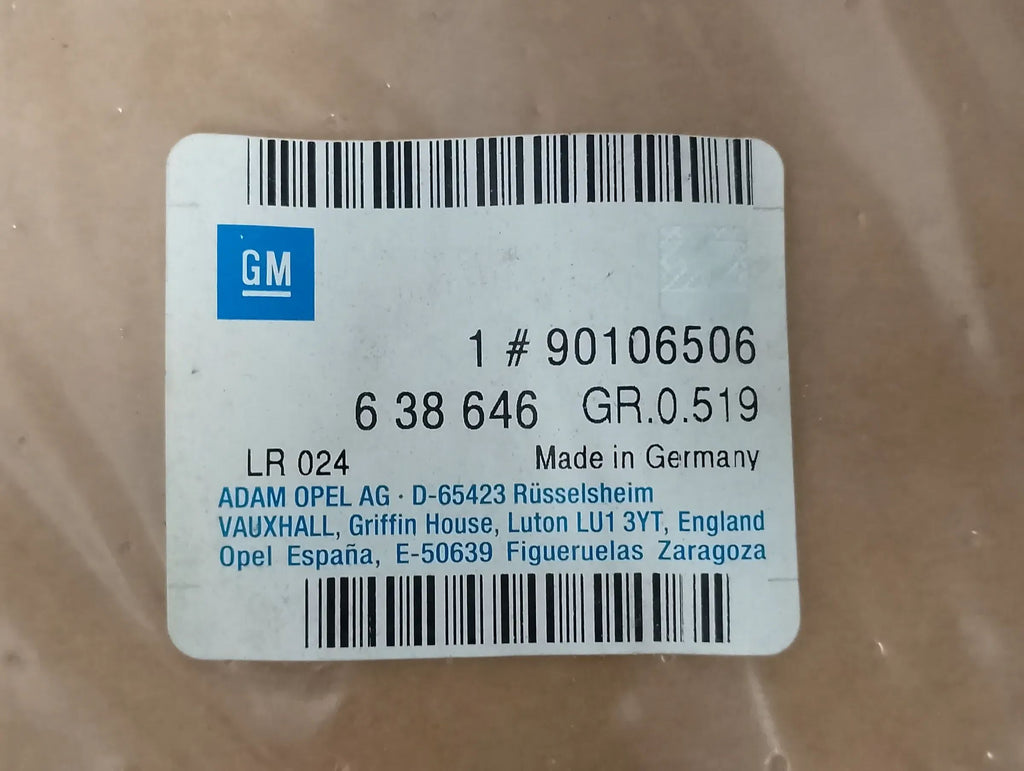 GM
1 # 90106506
6 38 646 GR.0.519
LR 024 Made in Germany
ADAM OPEL AG · D-65423 Rüsselsheim
VAUXHALL, Griffin House, Luton LU1 3YT, England
Opel España, E-50639 Figueruelas Zaragoza